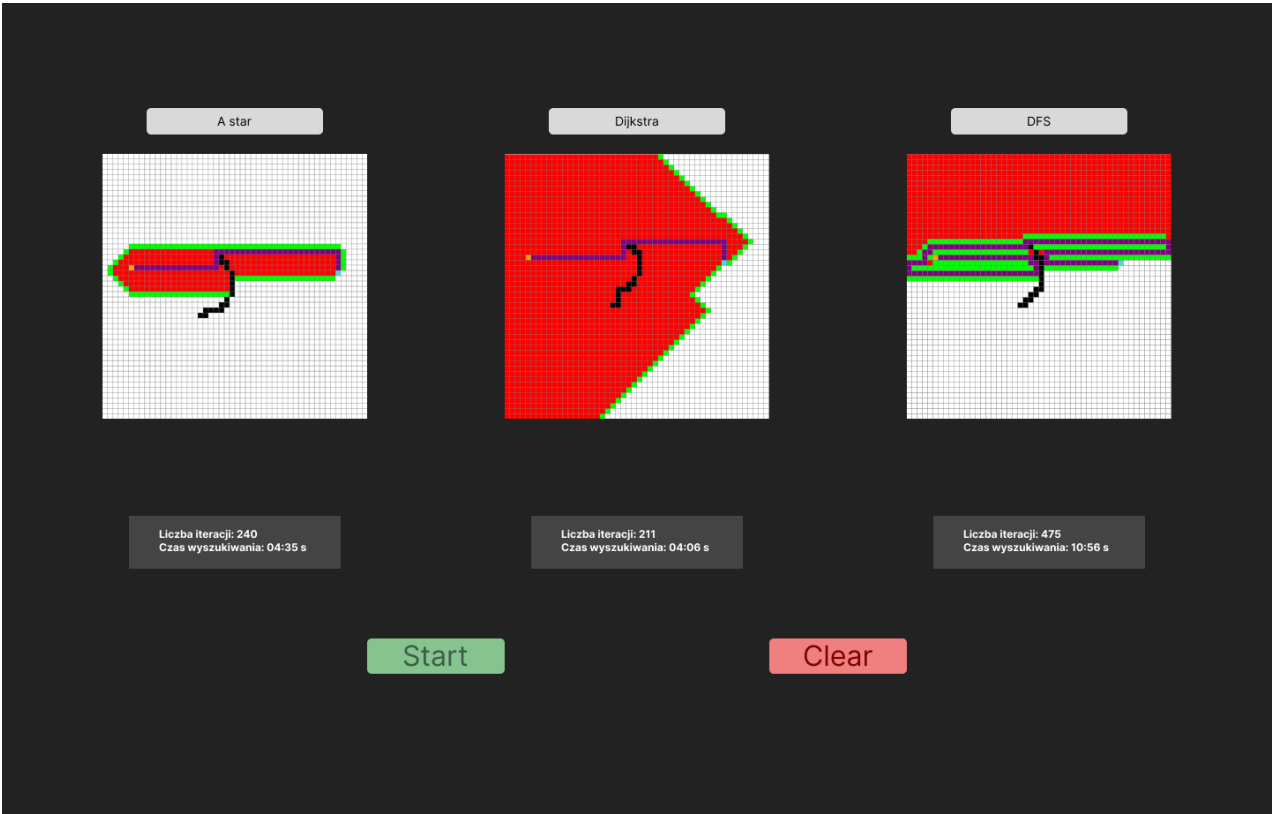 A star
Dijkstra
DFS
Liczba iteracji: 240
Czas wyszukiwania: 04:35 s
Liczba iteracji: 211
Czas wyszukiwania: 04:06 s
Liczba iteracji: 475
Czas wyszukiwania: 10:56 s
Start
Clear